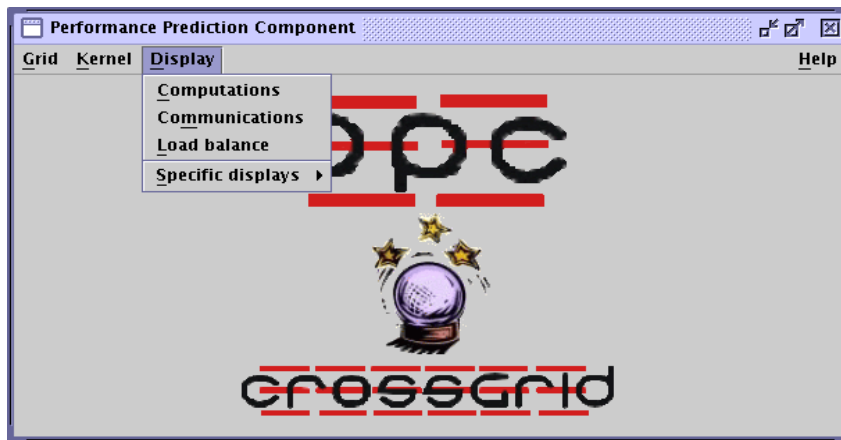 Performance Prediction Component
Grid Kernel Display Help
Computations
Communications
Load balance
Specific displays
ppc
crossGrid